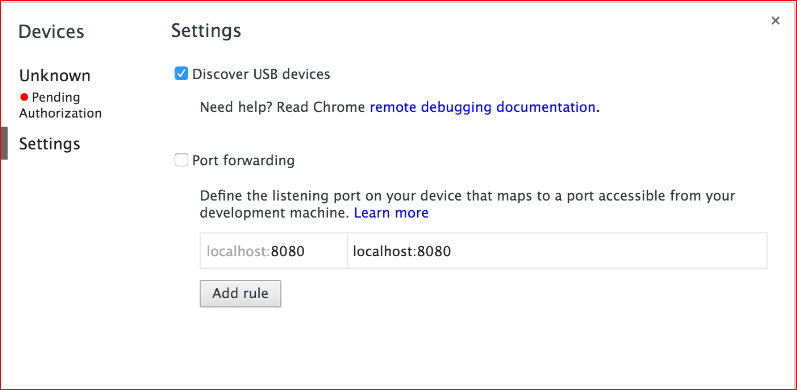 Devices
Unknown
Pending
Authorization
Settings
Settings
×
Discover USB devices
Need help? Read Chrome remote debugging documentation.
Port forwarding
Define the listening port on your device that maps to a port accessible from your
development machine. Learn more
localhost:8080 localhost:8080
Add rule